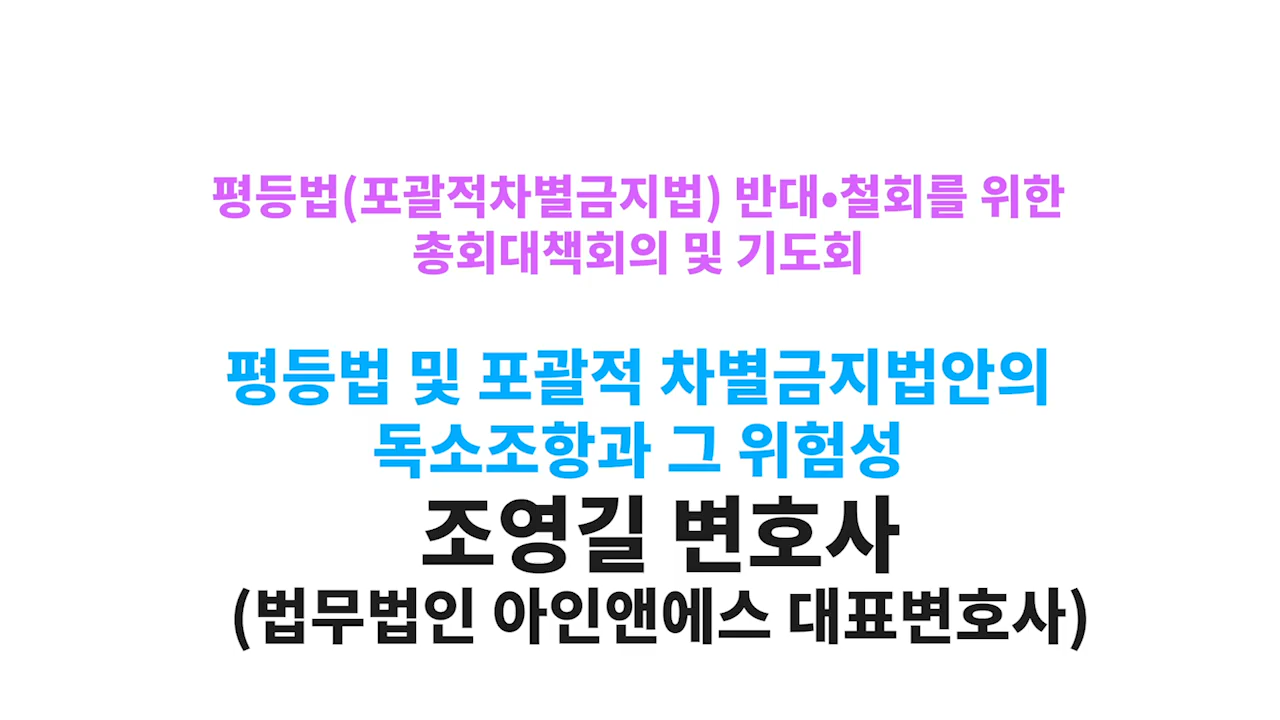 평등법(포괄적차별금지법) 반대•철회를 위한
총회대책회의 및 기도회
평등법 및 포괄적 차별금지법안의
독소조항과 그 위험성
조영길 변호사
(법무법인 아인앤에스 대표변호사)